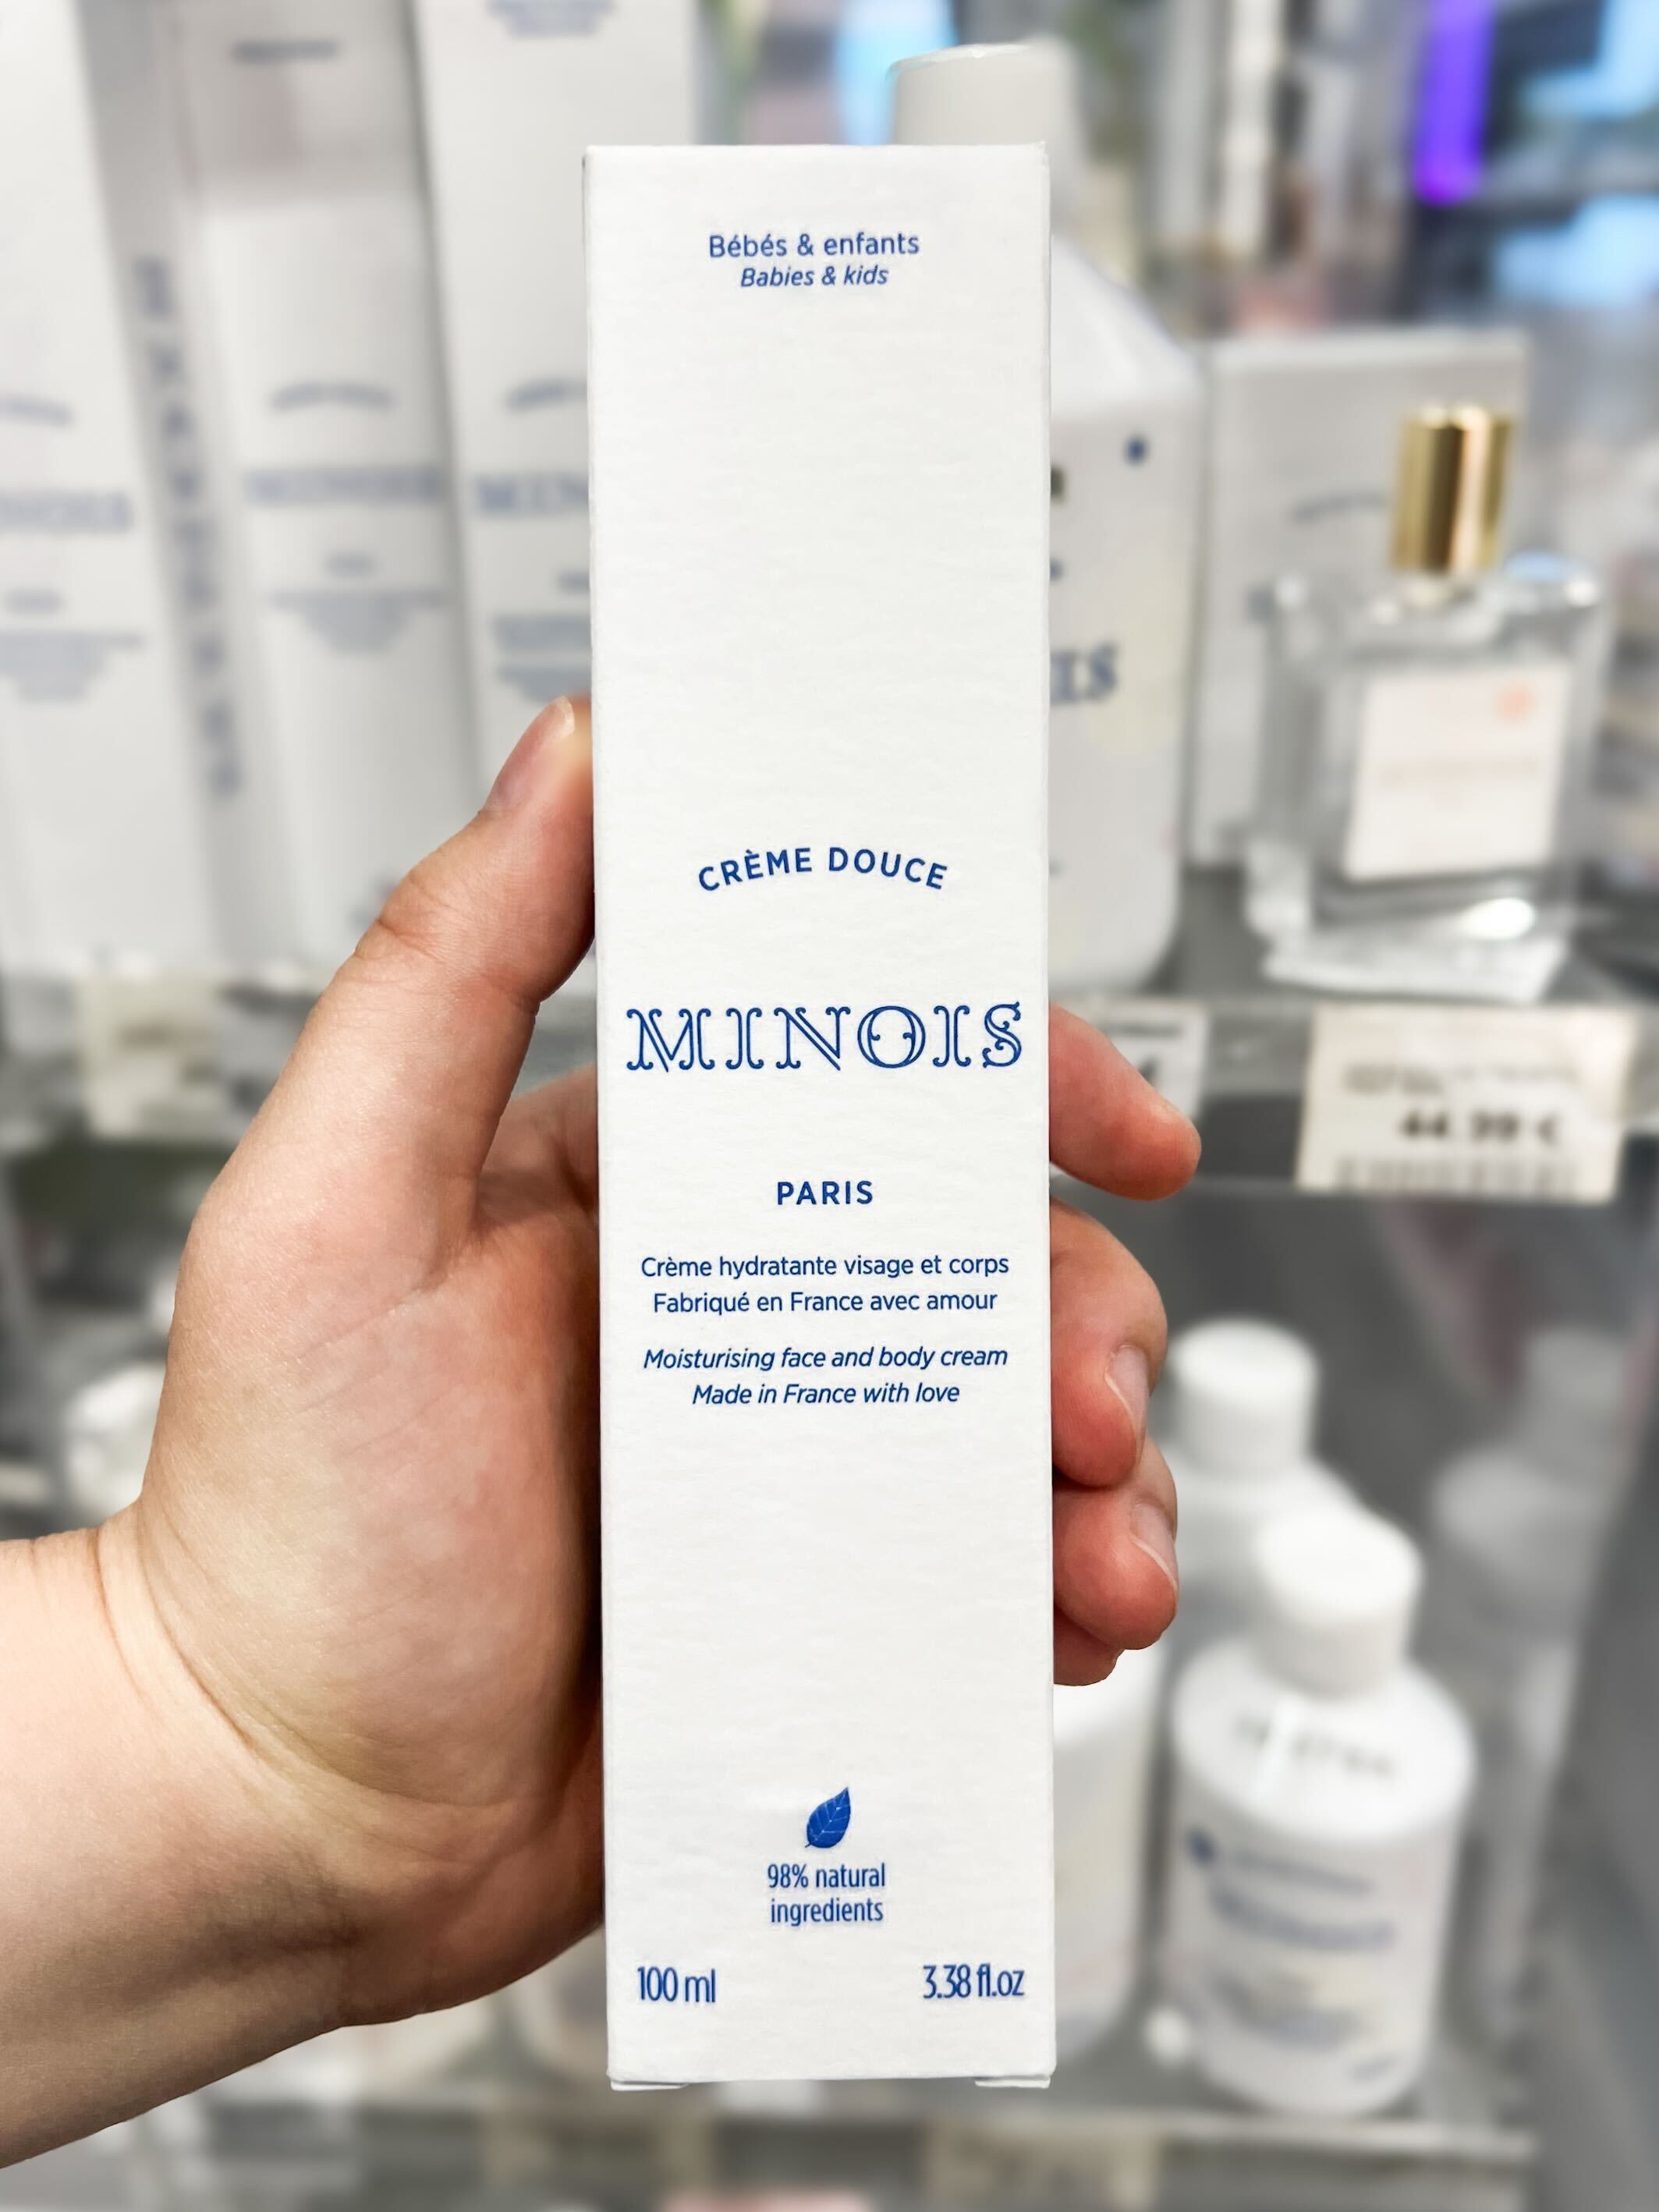 Bébés & enfants
Babies & kids
CRÈME DOUCE
MINOIS
PARIS
Crème hydratante visage et corps
Fabriqué en France avec amour
Moisturising face and body cream
Made in France with love
98% natural
ingredients
100 ml
3.38 fl.oz